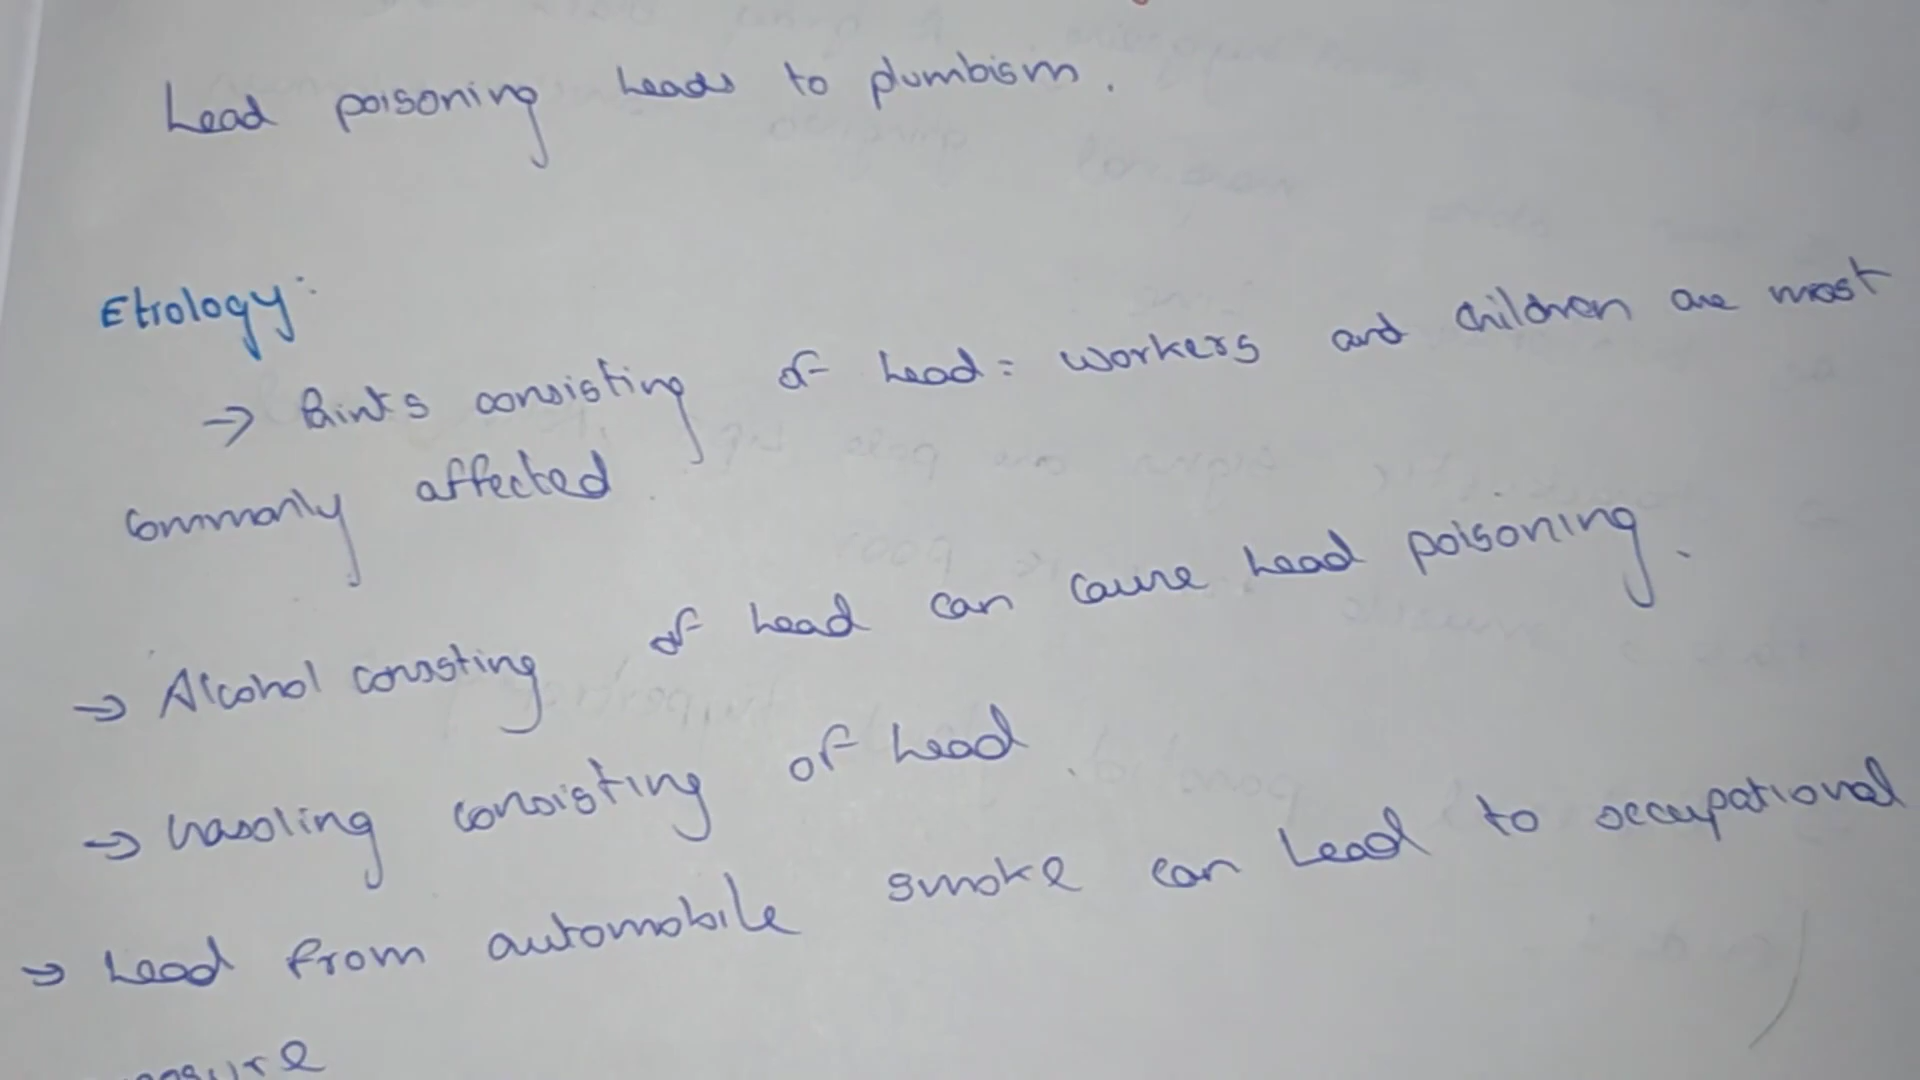 Lead poisoning Leads to plumbism.
Etiology:
→ Paints consisting of Lead = workers and children are most
commonly affected.
→ Alcohol consisting of Lead can cause Lead poisoning.
→ Gasoling consisting of Lead.
→ Lead from automobile smoke can Lead to occupational